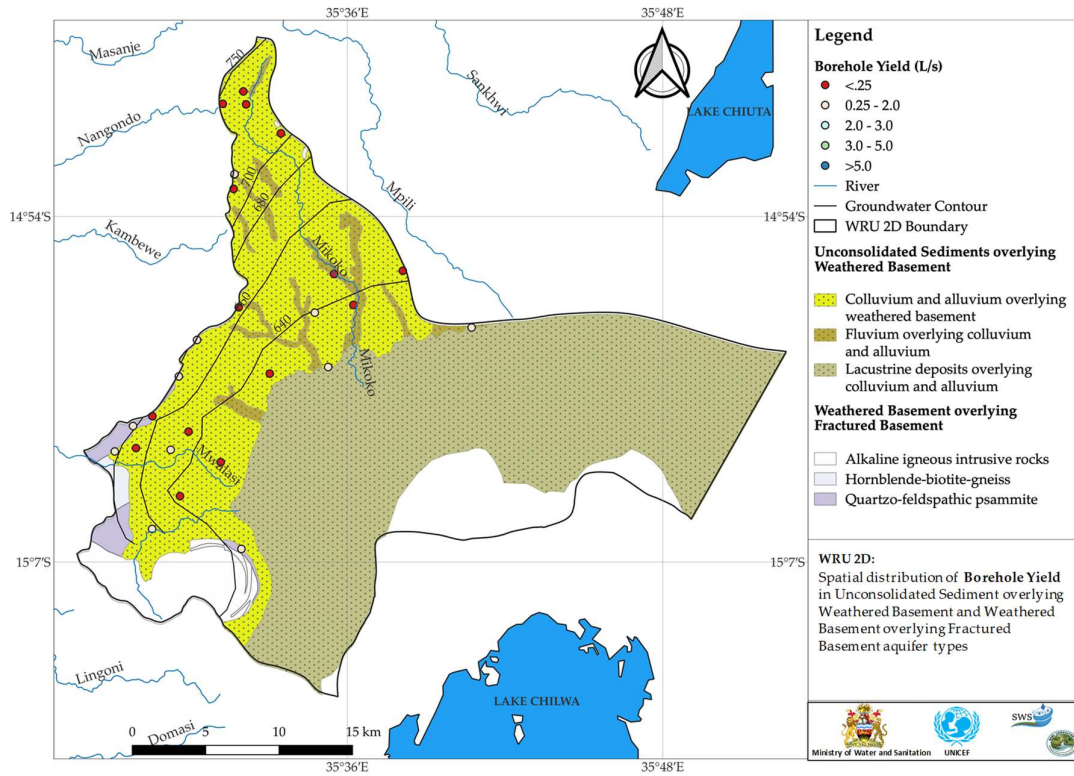 35°36'E
35°48'E
750
Masanje
Sankhwi
Nangondo
LAKE CHIUTA
700
680
Mpili
14°54'S
14°54'S
Kambewe
Mikoko
640
Mikoko
Mwalasi
15°7'S
15°7'S
Lingoni
LAKE CHILWA
Domasi
0 5 10 15 km
35°36'E
35°48'E
Legend
Borehole Yield (L/s)
<.25
0.25 - 2.0
2.0 - 3.0
3.0 - 5.0
>5.0
River
Groundwater Contour
WRU 2D Boundary
Unconsolidated Sediments overlying
Weathered Basement
Colluvium and alluvium overlying
weathered basement
Fluvium overlying colluvium
and alluvium
Lacustrine deposits overlying
colluvium and alluvium
Weathered Basement overlying
Fractured Basement
Alkaline igneous intrusive rocks
Hornblende-biotite-gneiss
Quartzo-feldspathic psammite
WRU 2D:
Spatial distribution of Borehole Yield
in Unconsolidated Sediment overlying
Weathered Basement and Weathered
Basement overlying Fractured
Basement aquifer types
Ministry of Water and Sanitation
UNICEF
SWS